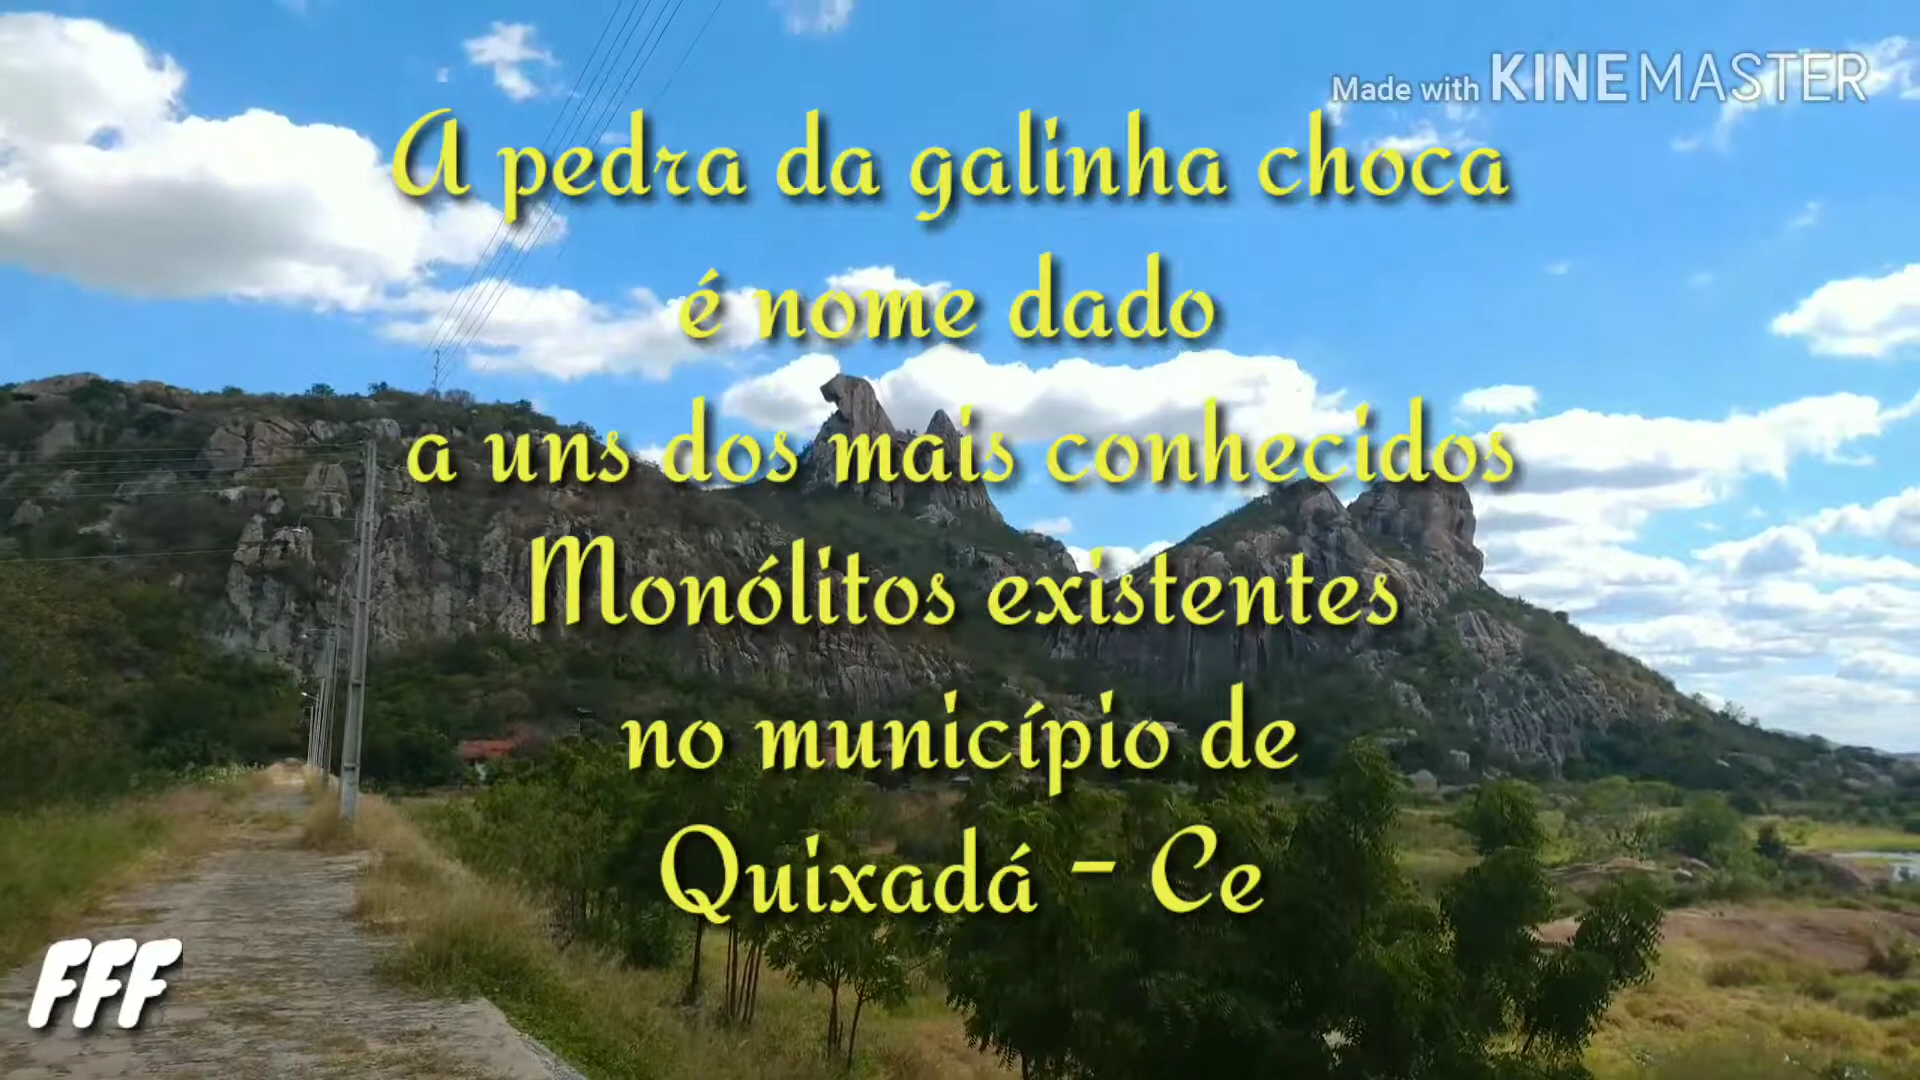 Made with KINEMASTER
A pedra da galinha choca
é nome dado
a uns dos mais conhecidos
Monólitos existentes
no município de
Quixadá - Ce
FFF